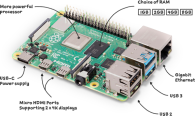 Choice of RAM
More powerful
processor
1GB 2GB 4GB 8GB
USB-C
Power supply
Gigabit
Ethernet
Micro HDMI Ports
Supporting 2 x 4K displays
USB 3
USB 2